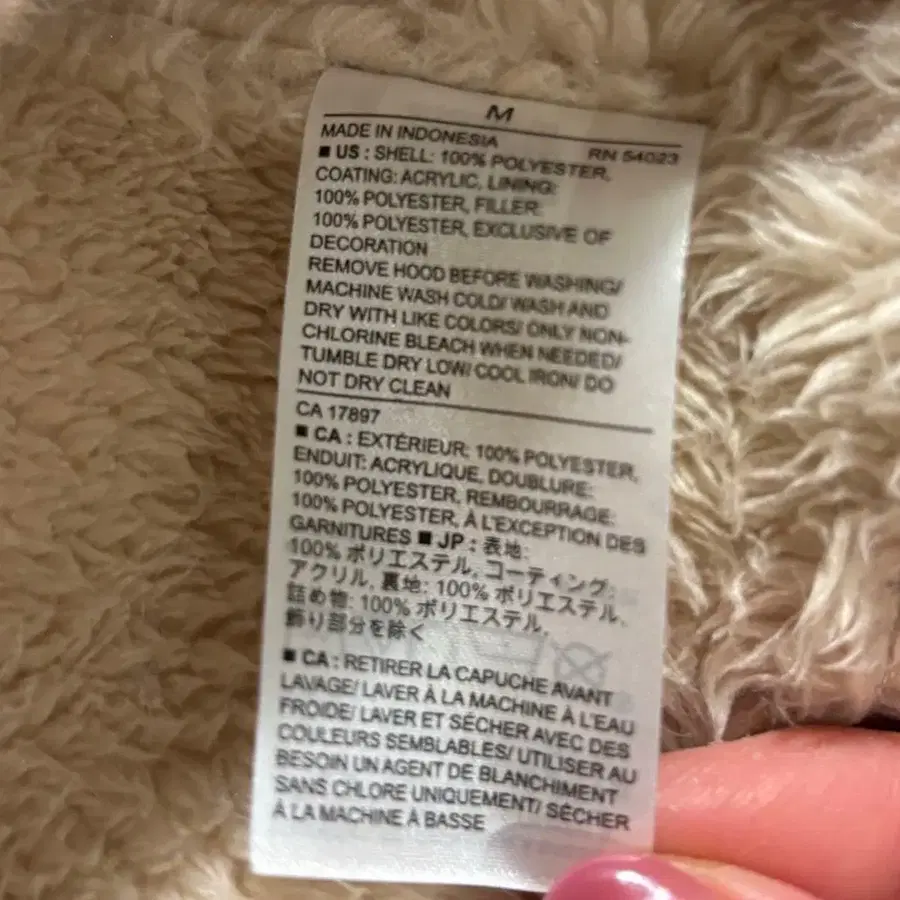 M
MADE IN INDONESIA RN 54023
■ US : SHELL: 100% POLYESTER,
COATING: ACRYLIC, LINING:
100% POLYESTER, FILLER:
100% POLYESTER, EXCLUSIVE OF
DECORATION
REMOVE HOOD BEFORE WASHING/
MACHINE WASH COLD/ WASH AND
DRY WITH LIKE COLORS/ ONLY NON-
CHLORINE BLEACH WHEN NEEDED/
TUMBLE DRY LOW/ COOL IRON/ DO
NOT DRY CLEAN
CA 17897
■ CA : EXTÉRIEUR: 100% POLYESTER,
ENDUIT: ACRYLIQUE, DOUBLURE:
100% POLYESTER, REMBOURRAGE:
100% POLYESTER, À L'EXCEPTION DES
GARNITURES ■ JP : 表地:
100% ポリエステル, コーティング:
アクリル, 裏地: 100% ポリエステル,
詰め物: 100% ポリエステル,
飾り部分を除く
■ CA : RETIRER LA CAPUCHE AVANT
LAVAGE/ LAVER À LA MACHINE À L'EAU
FROIDE/ LAVER ET SÉCHER AVEC DES
COULEURS SEMBLABLES/ UTILISER AU
BESOIN UN AGENT DE BLANCHIMENT
SANS CHLORE UNIQUEMENT/ SÉCHER
À LA MACHINE À BASSE